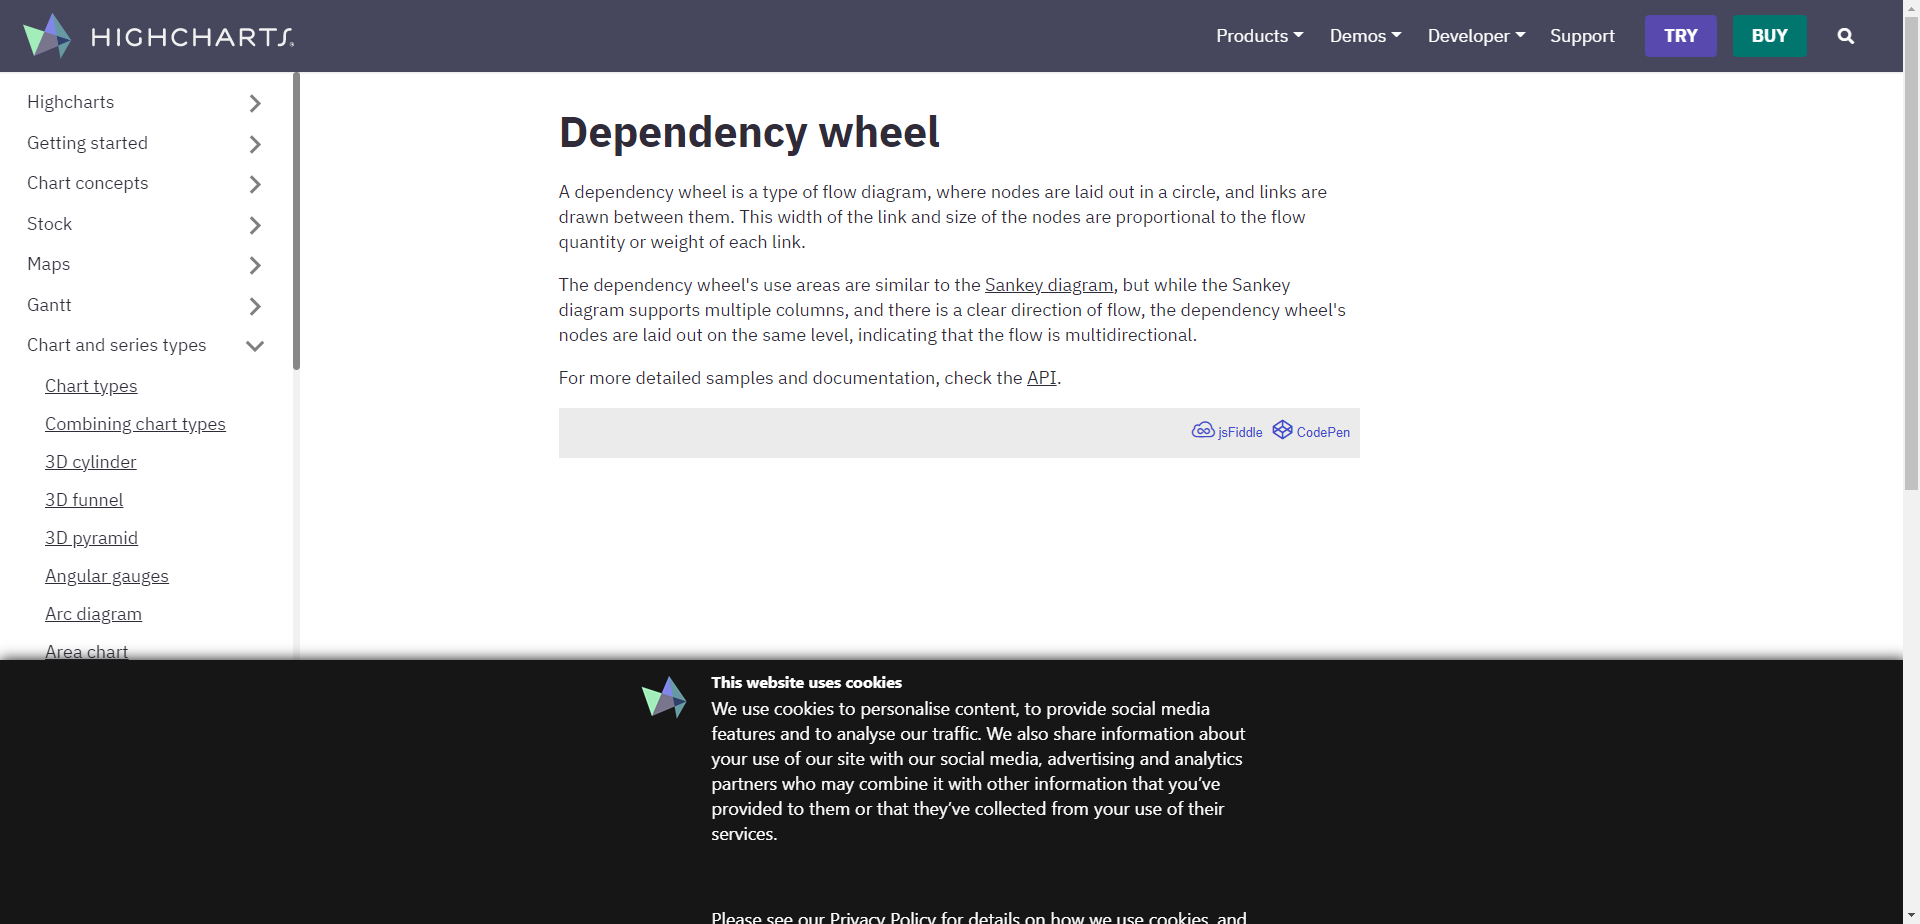 HIGHCHARTS
Products
Demos
Developer
Support
TRY
BUY
Highcharts
Getting started
Chart concepts
Stock
Maps
Gantt
Chart and series types
Chart types
Combining chart types
3D cylinder
3D funnel
3D pyramid
Angular gauges
Arc diagram
Area chart
Dependency wheel
A dependency wheel is a type of flow diagram, where nodes are laid out in a circle, and links are
drawn between them. This width of the link and size of the nodes are proportional to the flow
quantity or weight of each link.
The dependency wheel's use areas are similar to the Sankey diagram, but while the Sankey
diagram supports multiple columns, and there is a clear direction of flow, the dependency wheel's
nodes are laid out on the same level, indicating that the flow is multidirectional.
For more detailed samples and documentation, check the API.
jsFiddle
CodePen
This website uses cookies
We use cookies to personalise content, to provide social media
features and to analyse our traffic. We also share information about
your use of our site with our social media, advertising and analytics
partners who may combine it with other information that you’ve
provided to them or that they’ve collected from your use of their
services.
Please see our Privacy Policy for details on how we use cookies, and